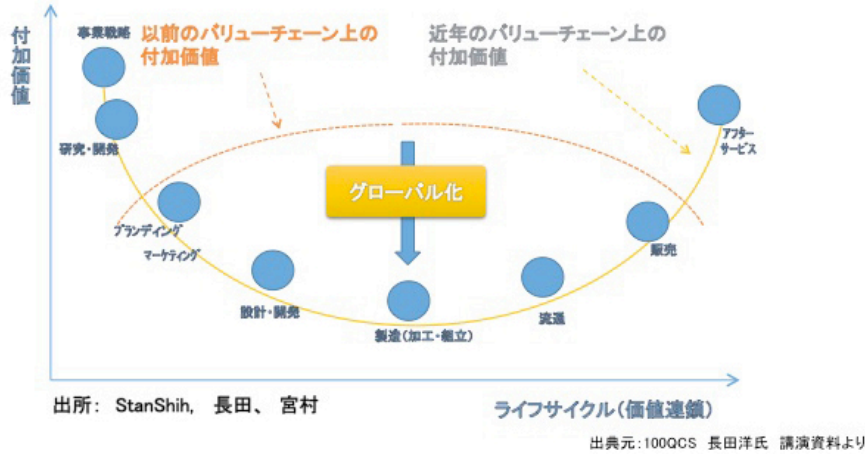 付加価値
事業戦略
以前のバリューチェーン上の
付加価値
近年のバリューチェーン上の
付加価値
研究・開発
アフター
サービス
グローバル化
ブランディング
マーケティング
販売
設計・開発
製造(加工・組立)
流通
出所: StanShih, 長田、 宮村
ライフサイクル(価値連鎖)
出典元:100QCS 長田洋氏 講演資料より